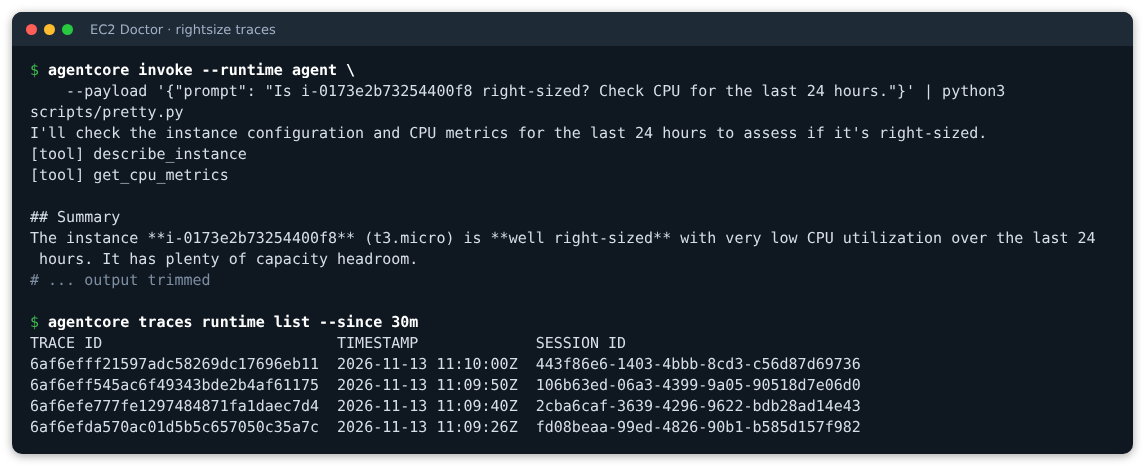 EC2 Doctor · rightsize traces
$ agentcore invoke --runtime agent \
    --payload '{"prompt": "Is i-0173e2b73254400f8 right-sized? Check CPU for the last 24 hours."}' | python3
scripts/pretty.py
I'll check the instance configuration and CPU metrics for the last 24 hours to assess if it's right-sized.
[tool] describe_instance
[tool] get_cpu_metrics

## Summary
The instance **i-0173e2b73254400f8** (t3.micro) is **well right-sized** with very low CPU utilization over the last 24
 hours. It has plenty of capacity headroom.
# ... output trimmed

$ agentcore traces runtime list --since 30m
TRACE ID                          TIMESTAMP             SESSION ID
6af6efff21597adc58269dc17696eb11  2026-11-13 11:10:00Z  443f86e6-1403-4bbb-8cd3-c56d87d69736
6af6eff545ac6f49343bde2b4af61175  2026-11-13 11:09:50Z  106b63ed-06a3-4399-9a05-90518d7e06d0
6af6efe777fe1297484871fa1daec7d4  2026-11-13 11:09:40Z  2cba6caf-3639-4296-9622-bdb28ad14e43
6af6efda570ac01d5b5c657050c35a7c  2026-11-13 11:09:26Z  fd08beaa-99ed-4826-90b1-b585d157f982